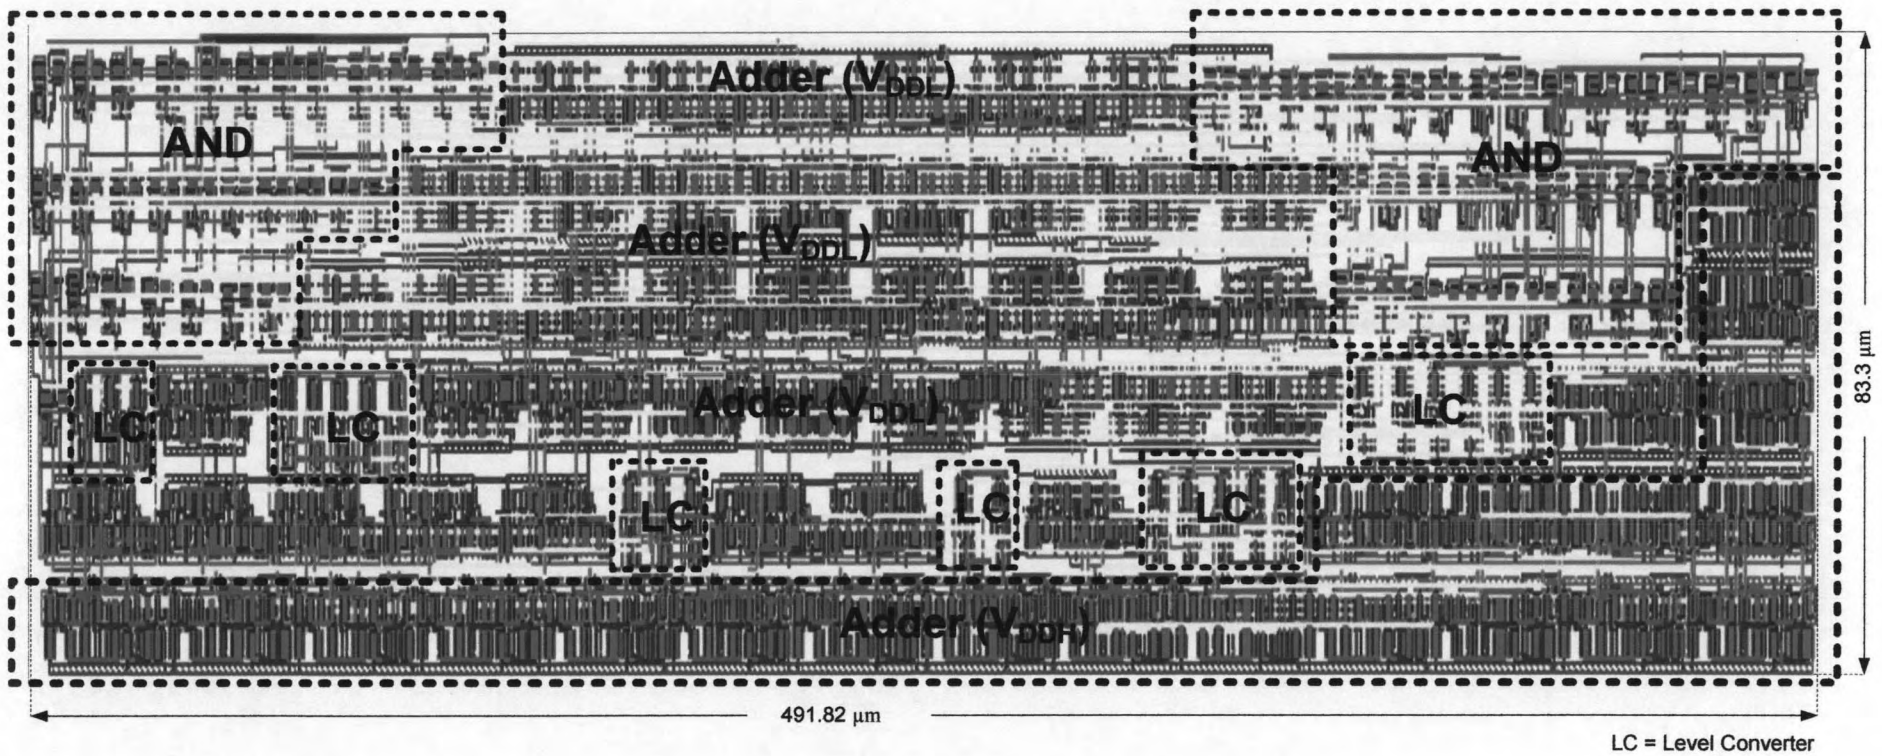 Adder (VDDL)
AND
AND
Adder (VDDL)
LC
LC
Adder (VDDL)
LC
LC
LC
LC
Adder (VDDH)
83.3 µm
491.82 µm
LC = Level Converter